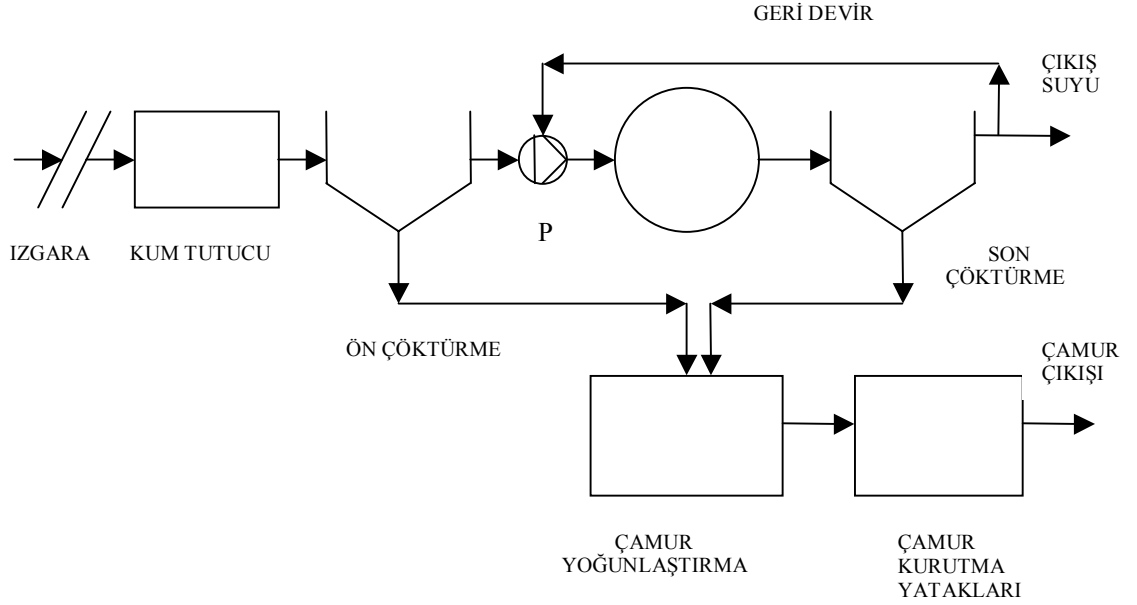 GERİ DEVİR
ÇIKIŞ
SUYU
P
IZGARA
KUM TUTUCU
SON
ÇÖKTÜRME
ÖN ÇÖKTÜRME
ÇAMUR
ÇIKIŞI
ÇAMUR
YOĞUNLAŞTIRMA
ÇAMUR
KURUTMA
YATAKLARI